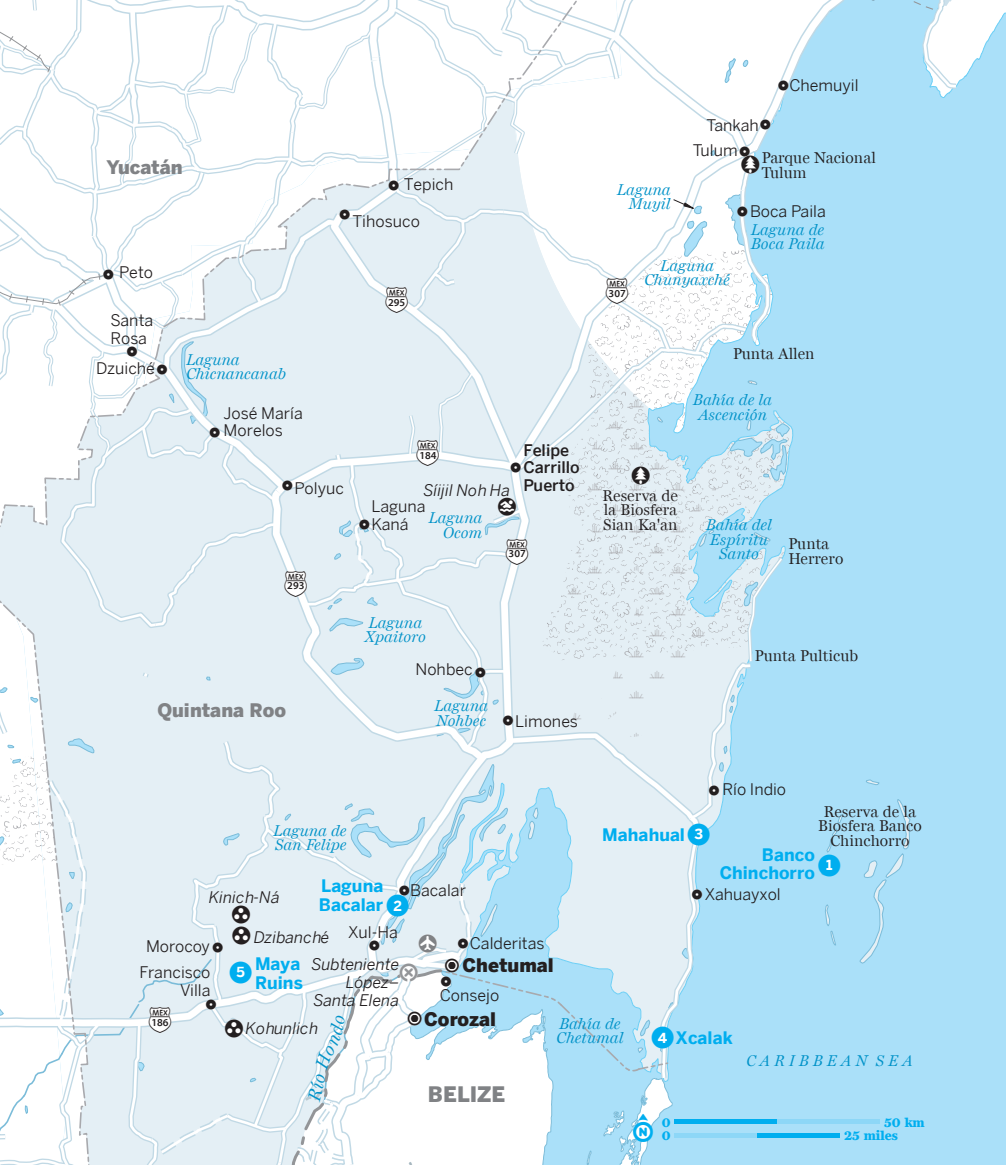 Chemuyil
Tankah
Tulum
Parque Nacional
Tulum
Yucatán
Tepich
Laguna
Muyil
Boca Paila
Tihosuco
Laguna de
Boca Paila
Peto
Laguna
Chunyaxché
MEX
307
MEX
295
Santa
Rosa
Dzuiché
Laguna
Chicnancanab
Punta Allen
Bahía de la
Ascención
José María
Morelos
MEX
184
Felipe
Carrillo
Puerto
Polyuc
Síijil Noh Ha
Reserva de
la Biosfera
Sian Ka'an
Laguna
Kaná
Laguna
Ocom
Bahía del
Espíritu
Santo
MEX
307
Punta
Herrero
MEX
293
Laguna
Xpaitoro
Punta Pulticub
Nohbec
Quintana Roo
Laguna
Nohbec
Limones
Río Indio
Reserva de la
Biosfera Banco
Chinchorro
Laguna de
San Felipe
Mahahual 3
Banco
Chinchorro 1
Laguna
Bacalar 2
Bacalar
Xahuayxol
Kinich-Ná
Dzibanché
Xul-Ha
Morocoy
Calderitas
5 Maya
Ruins
Subteniente
López–
Santa Elena
Chetumal
Francisco
Villa
Consejo
MEX
186
Kohunlich
Corozal
Río Hondo
Bahía de
Chetumal
4 Xcalak
CARIBBEAN SEA
BELIZE
N
0 50 km
0 25 miles